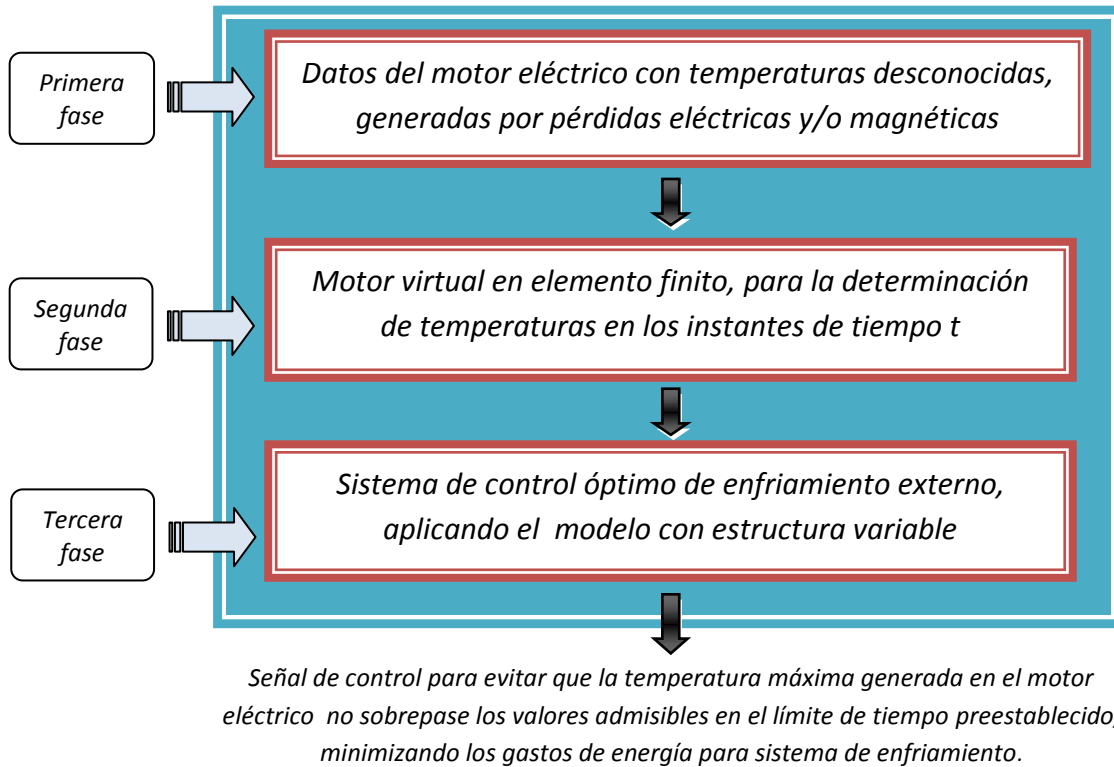 Primera
fase
Datos del motor eléctrico con temperaturas desconocidas,
generadas por pérdidas eléctricas y/o magnéticas
Segunda
fase
Motor virtual en elemento finito, para la determinación
de temperaturas en los instantes de tiempo t
Tercera
fase
Sistema de control óptimo de enfriamiento externo,
aplicando el modelo con estructura variable
Señal de control para evitar que la temperatura máxima generada en el motor
eléctrico no sobrepase los valores admisibles en el límite de tiempo preestablecido,
minimizando los gastos de energía para sistema de enfriamiento.